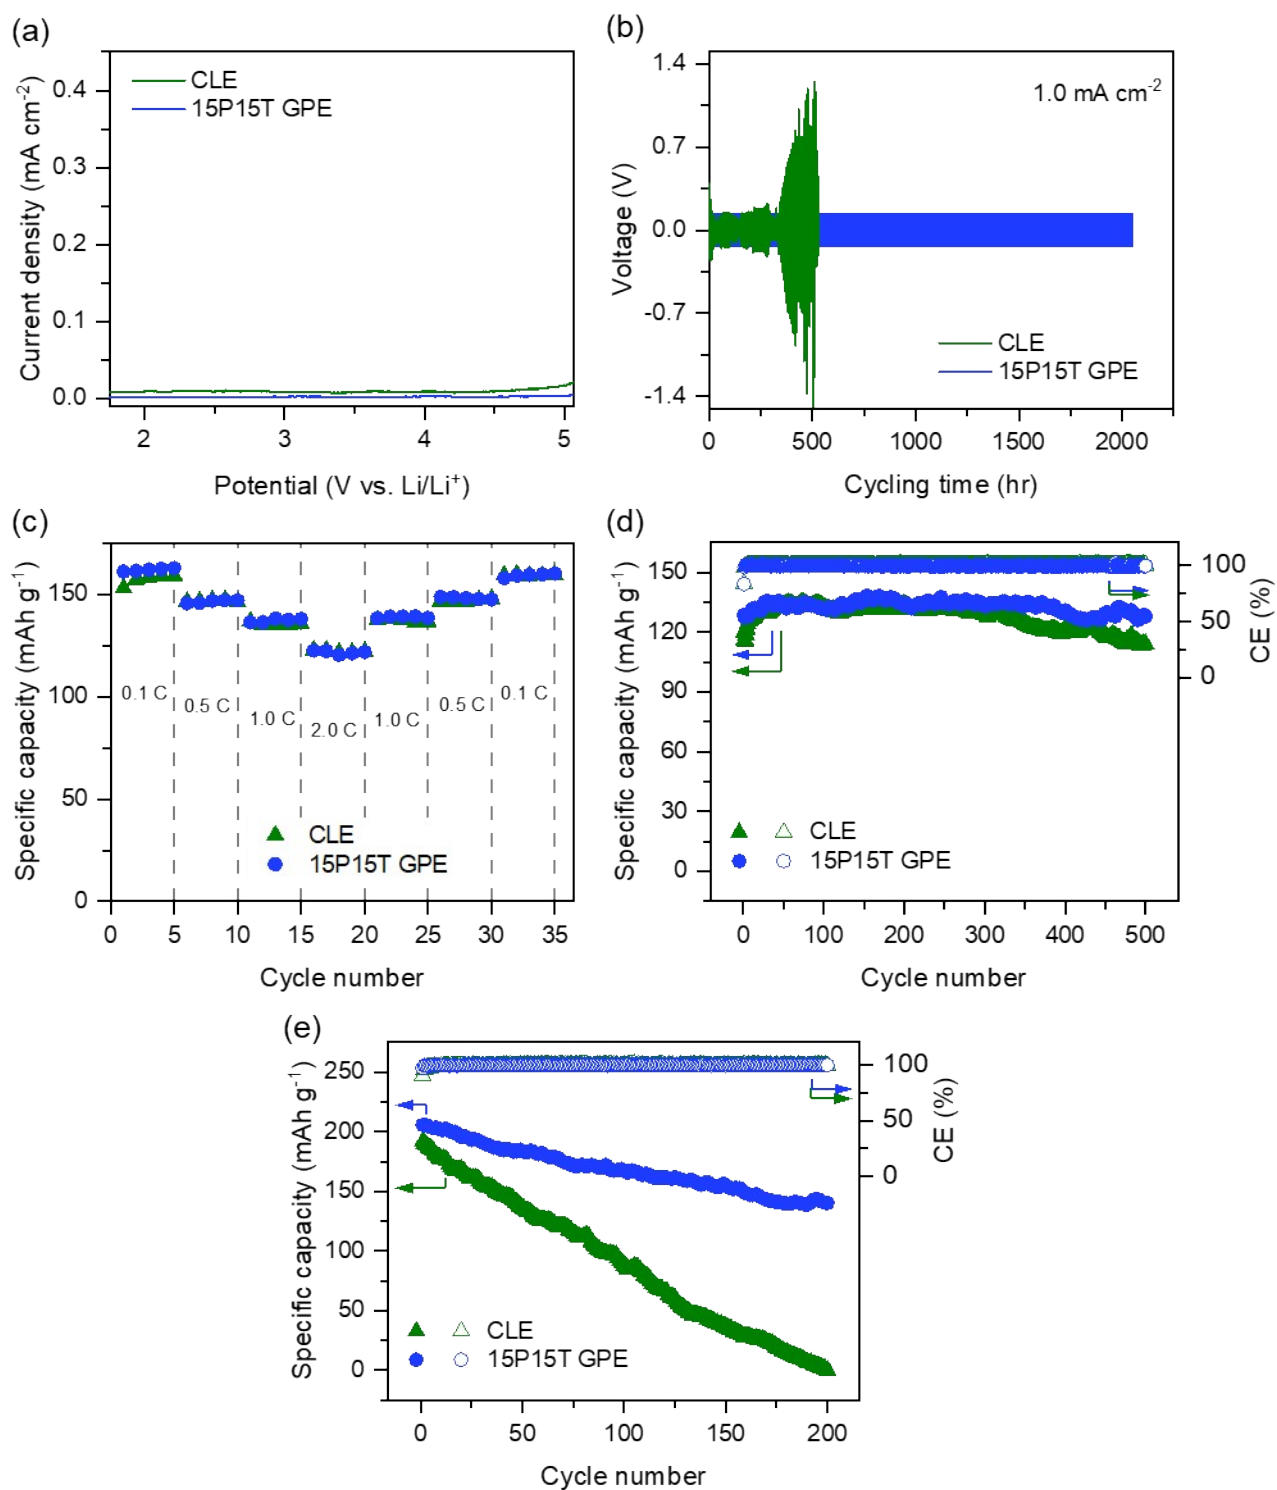 (a)
CLE
15P15T GPE
0.4
0.3
0.2
0.1
0.0
Current density (mA cm⁻²)
2 3 4 5
Potential (V vs. Li/Li⁺)
(b)
1.0 mA cm⁻²
1.4
0.7
0.0
-0.7
-1.4
Voltage (V)
CLE
15P15T GPE
0 500 1000 1500 2000
Cycling time (hr)
(c)
150
100
50
0
Specific capacity (mAh g⁻¹)
0.1 C 0.5 C 1.0 C 2.0 C 1.0 C 0.5 C 0.1 C
CLE
15P15T GPE
0 5 10 15 20 25 30 35
Cycle number
(d)
150
120
90
60
30
0
Specific capacity (mAh g⁻¹)
100
50
0
CE (%)
CLE
15P15T GPE
0 100 200 300 400 500
Cycle number
(e)
250
200
150
100
50
0
Specific capacity (mAh g⁻¹)
100
50
0
CE (%)
CLE
15P15T GPE
0 50 100 150 200
Cycle number